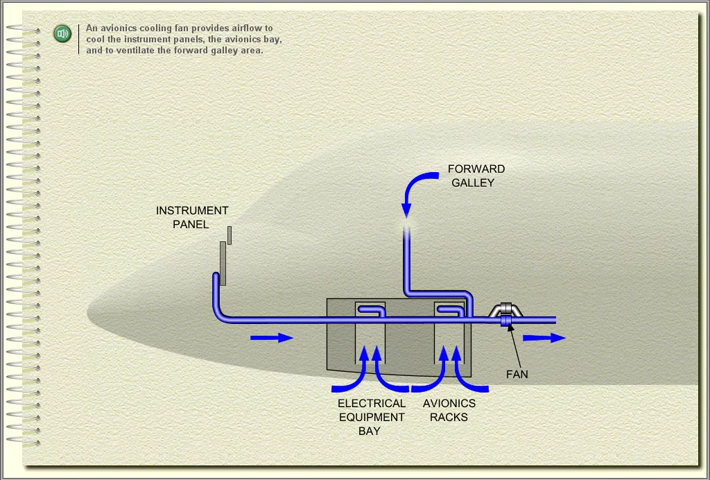 An avionics cooling fan provides airflow to
cool the instrument panels, the avionics bay,
and to ventilate the forward galley area.
FORWARD
GALLEY
INSTRUMENT
PANEL
FAN
ELECTRICAL
EQUIPMENT
BAY
AVIONICS
RACKS